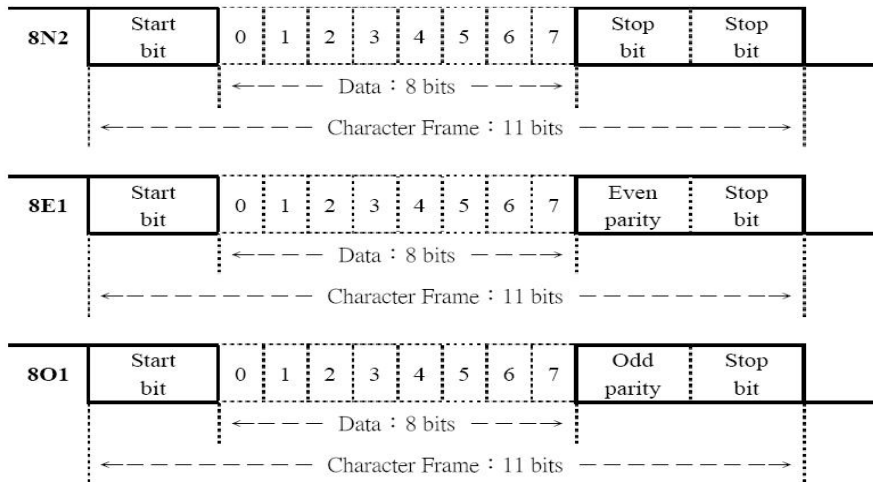 8N2 Start bit 0 1 2 3 4 5 6 7 Stop bit Stop bit
Data : 8 bits
Character Frame : 11 bits
8E1 Start bit 0 1 2 3 4 5 6 7 Even parity Stop bit
Data : 8 bits
Character Frame : 11 bits
8O1 Start bit 0 1 2 3 4 5 6 7 Odd parity Stop bit
Data : 8 bits
Character Frame : 11 bits